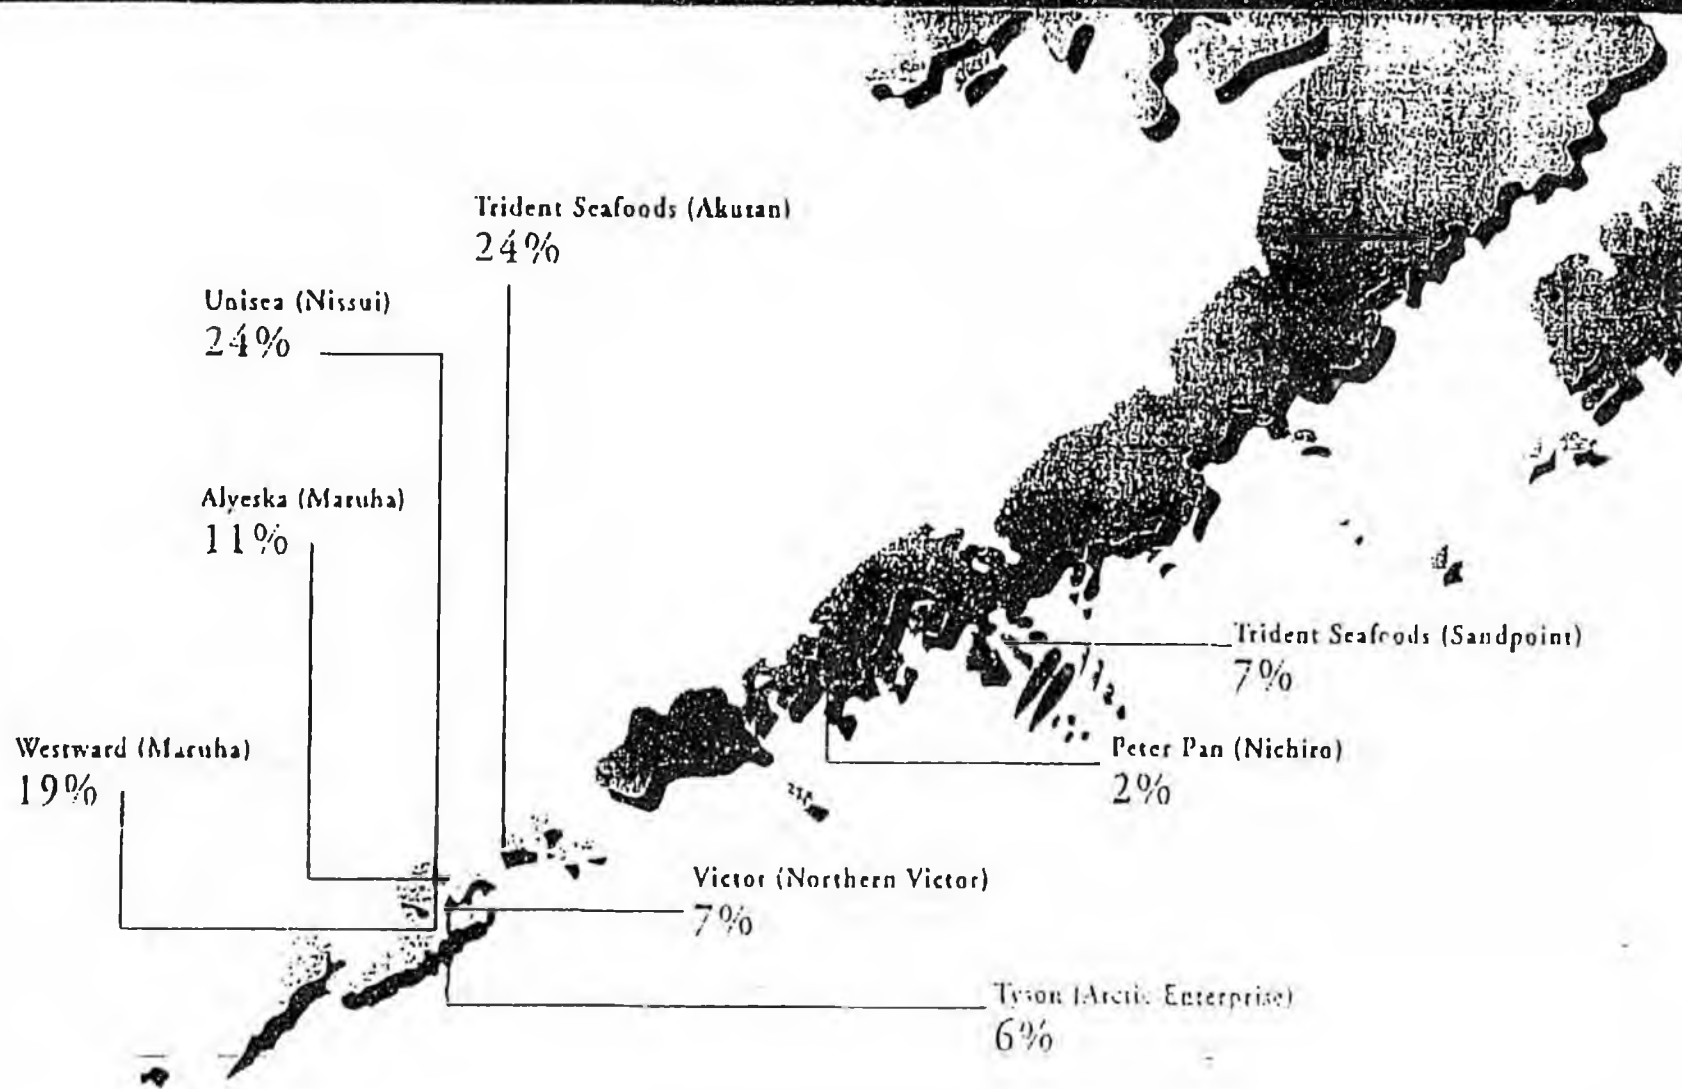 Trident Seafoods (Akutan)
24%
Unisea (Nissui)
24%
Alyeska (Maruha)
11%
Trident Seafoods (Sandpoint)
7%
Westward (Maruha)
19%
Peter Pan (Nichiro)
2%
Victor (Northern Victor)
7%
Tyson (Arctic Enterprise)
6%